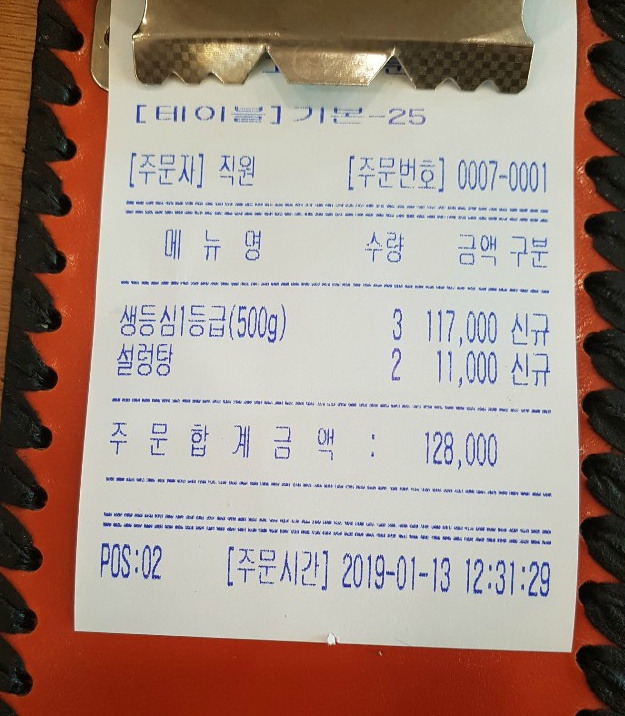 [테이블]기본-25
[주문자] 직원 [주문번호] 0007-0001
메 뉴 명 수량 금액 구분
생등심1등급(500g) 3 117,000 신규
설렁탕 2 11,000 신규
주 문 합 계 금 액 : 128,000
POS:02 [주문시간] 2019-01-13 12:31:29